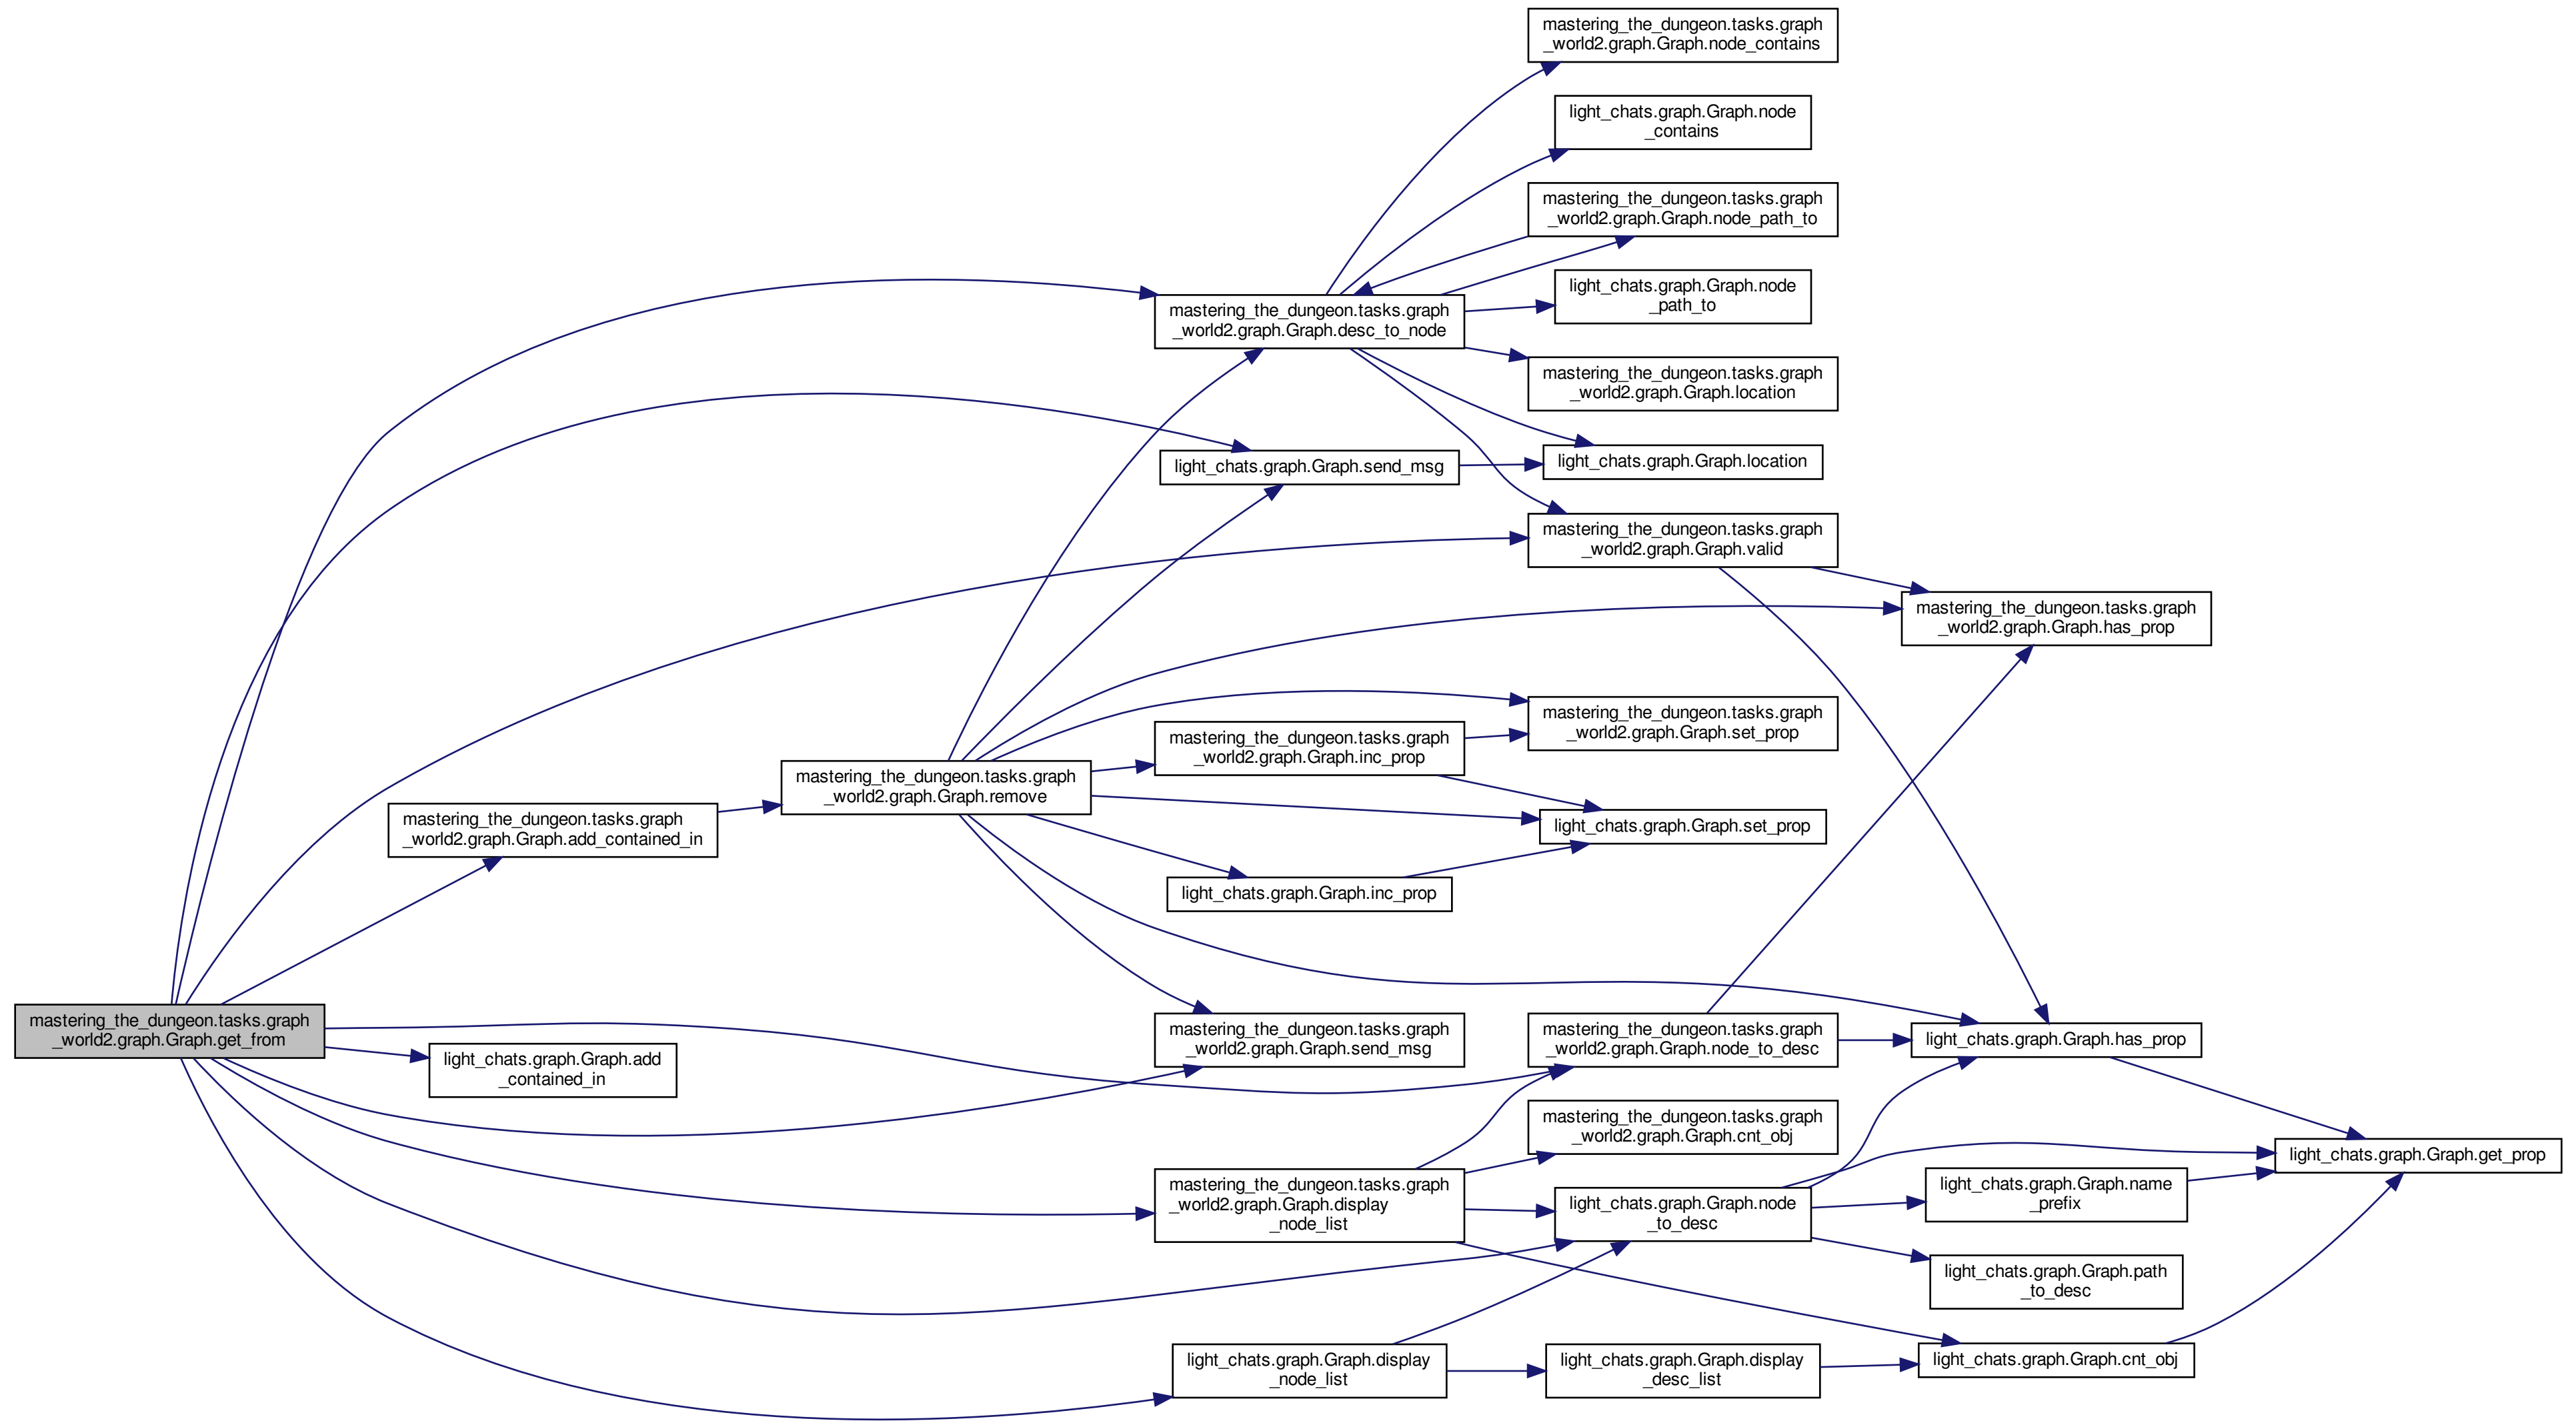 mastering_the_dungeon.tasks.graph
_world2.graph.Graph.node_contains
light_chats.graph.Graph.node
_contains
mastering_the_dungeon.tasks.graph
_world2.graph.Graph.node_path_to
light_chats.graph.Graph.node
_path_to
mastering_the_dungeon.tasks.graph
_world2.graph.Graph.desc_to_node
mastering_the_dungeon.tasks.graph
_world2.graph.Graph.location
light_chats.graph.Graph.send_msg
light_chats.graph.Graph.location
mastering_the_dungeon.tasks.graph
_world2.graph.Graph.valid
mastering_the_dungeon.tasks.graph
_world2.graph.Graph.has_prop
mastering_the_dungeon.tasks.graph
_world2.graph.Graph.set_prop
mastering_the_dungeon.tasks.graph
_world2.graph.Graph.inc_prop
mastering_the_dungeon.tasks.graph
_world2.graph.Graph.remove
mastering_the_dungeon.tasks.graph
_world2.graph.Graph.add_contained_in
light_chats.graph.Graph.set_prop
light_chats.graph.Graph.inc_prop
mastering_the_dungeon.tasks.graph
_world2.graph.Graph.get_from
light_chats.graph.Graph.add
_contained_in
mastering_the_dungeon.tasks.graph
_world2.graph.Graph.send_msg
mastering_the_dungeon.tasks.graph
_world2.graph.Graph.node_to_desc
light_chats.graph.Graph.has_prop
mastering_the_dungeon.tasks.graph
_world2.graph.Graph.cnt_obj
light_chats.graph.Graph.get_prop
mastering_the_dungeon.tasks.graph
_world2.graph.Graph.display
_node_list
light_chats.graph.Graph.node
_to_desc
light_chats.graph.Graph.name
_prefix
light_chats.graph.Graph.path
_to_desc
light_chats.graph.Graph.display
_node_list
light_chats.graph.Graph.display
_desc_list
light_chats.graph.Graph.cnt_obj